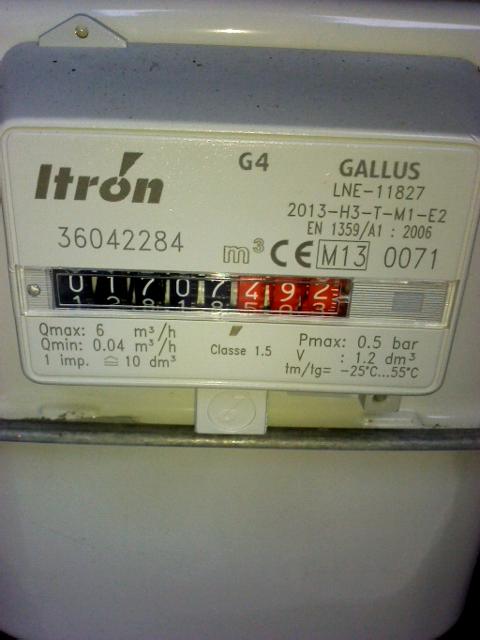 Itron
G4
GALLUS
LNE-11827
2013-H3-T-M1-E2
EN 1359/A1 : 2006
36042284
m³ CE M13 0071
01707492
Qmax: 6 m³/h
Qmin: 0.04 m³/h
1 imp. ≙ 10 dm³
Classe 1.5
Pmax: 0.5 bar
V : 1.2 dm³
tm/tg= -25°C...55°C